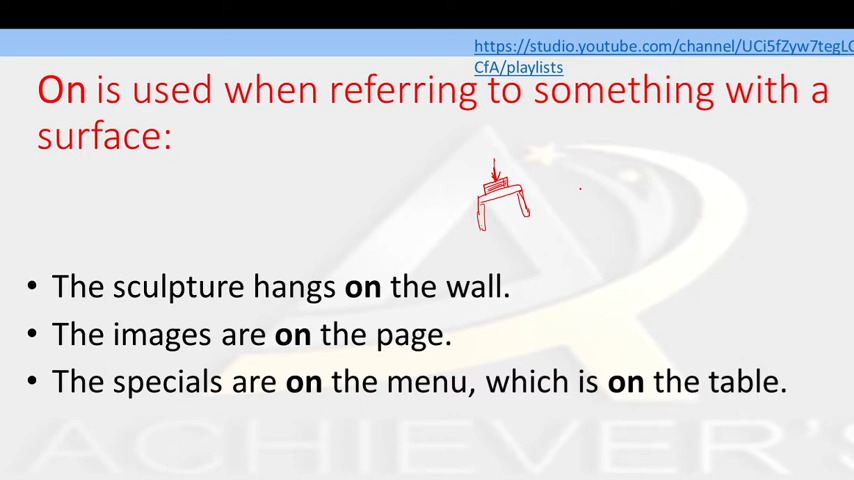 https://studio.youtube.com/channel/UCi5fZyw7tegLC
CfA/playlists
On is used when referring to something with a
surface:
• The sculpture hangs on the wall.
• The images are on the page.
• The specials are on the menu, which is on the table.
ACHIEVER'S